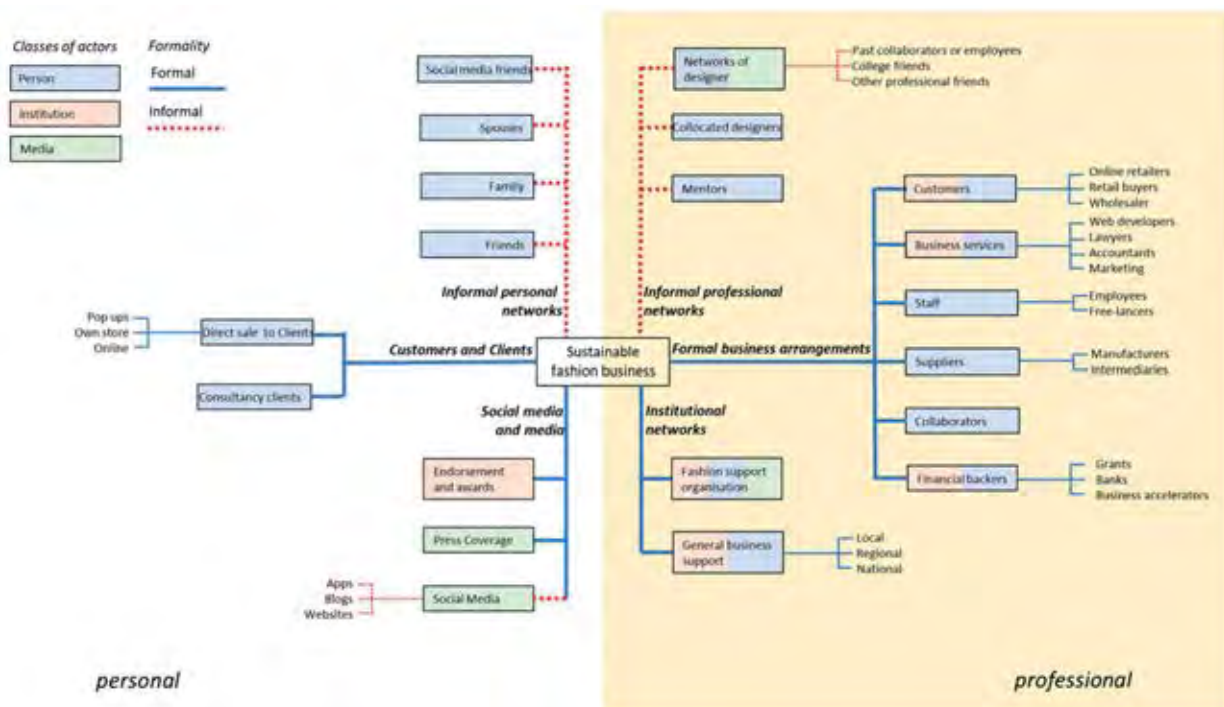 Classes of actors
Formality
Person
Formal
Institution
Informal
Media
Social media friends
Spouses
Family
Friends
Informal personal
networks
Networks of
designer
Past collaborators or employees
College friends
Other professional friends
Collocated designers
Mentors
Informal professional
networks
Pop ups
Own store
Online
Direct sale to Clients
Consultancy clients
Customers and Clients
Sustainable
fashion business
Formal business arrangements
Customers
Online retailers
Retail buyers
Wholesaler
Business services
Web developers
Lawyers
Accountants
Marketing
Staff
Employees
Free-lancers
Suppliers
Manufacturers
Intermediaries
Collaborators
Financial backers
Grants
Banks
Business accelerators
Social media
and media
Endorsement
and awards
Press Coverage
Social Media
Apps
Blogs
Websites
Institutional
networks
Fashion support
organisation
General business
support
Local
Regional
National
personal
professional